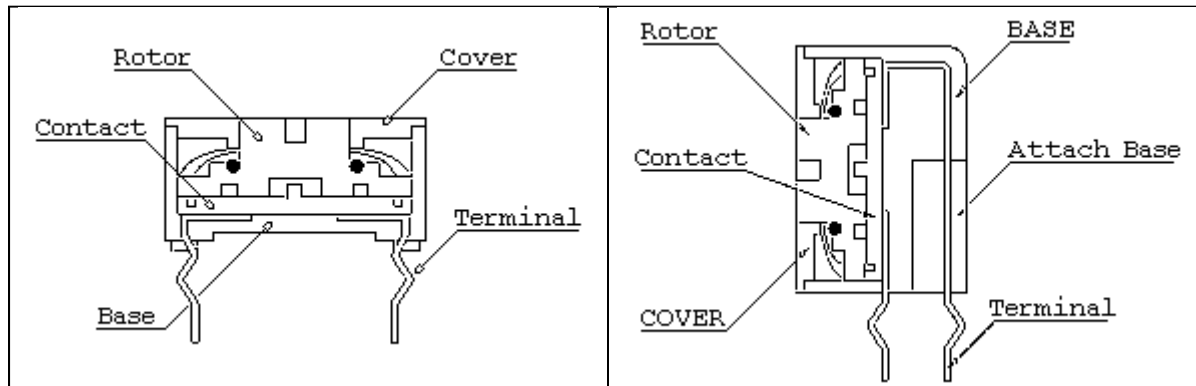 Rotor
Cover
Contact
Terminal
Base
Rotor
BASE
Contact
Attach Base
COVER
Terminal